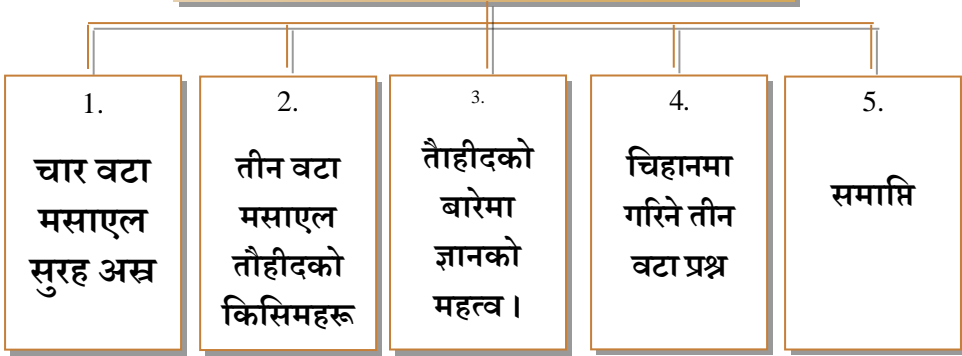 1.
चार वटा
मसाएल
सुरह अस्र
2.
तीन वटा
मसाएल
तौहीदको
किसिमहरू
3.
तैाहीदको
बारेमा
ज्ञानको
महत्व ।
4.
चिहानमा
गरिने तीन
वटा प्रश्न
5.
समाप्ति